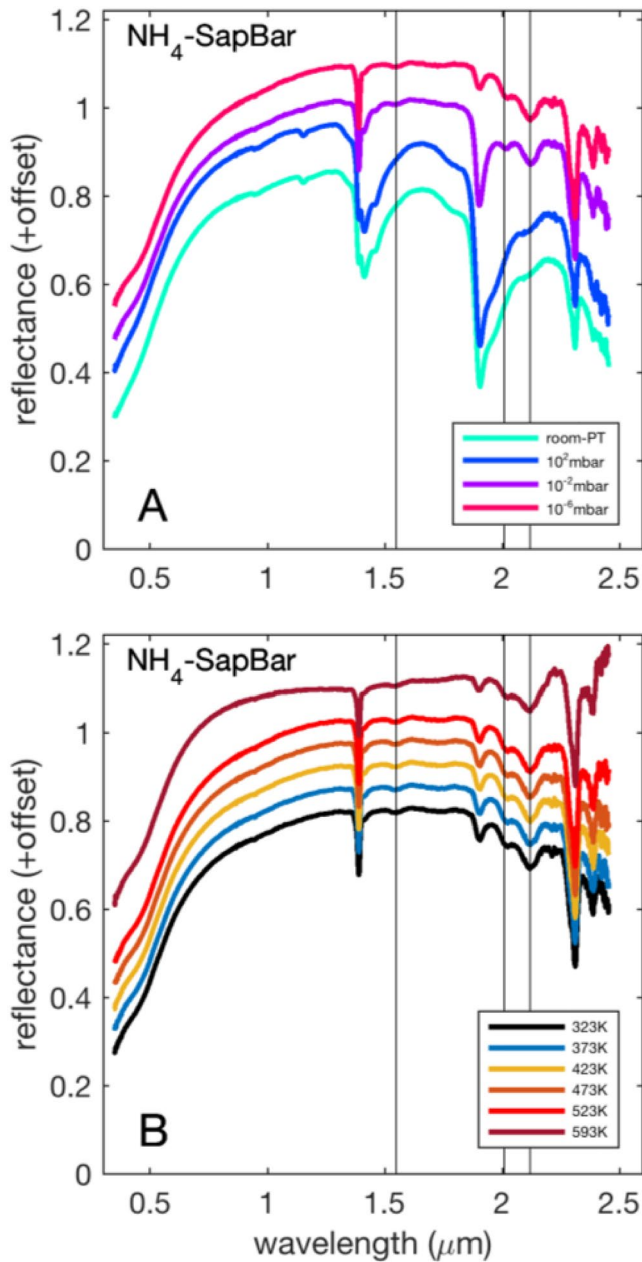 NH₄-SapBar
1.2
1
0.8
0.6
0.4
0.2
0
reflectance (+offset)
room-PT
10²mbar
10⁻²mbar
10⁻⁶mbar
A
0.5 1 1.5 2 2.5
NH₄-SapBar
1.2
1
0.8
0.6
0.4
0.2
0
reflectance (+offset)
323K
373K
423K
473K
523K
593K
B
0.5 1 1.5 2 2.5
wavelength (μm)